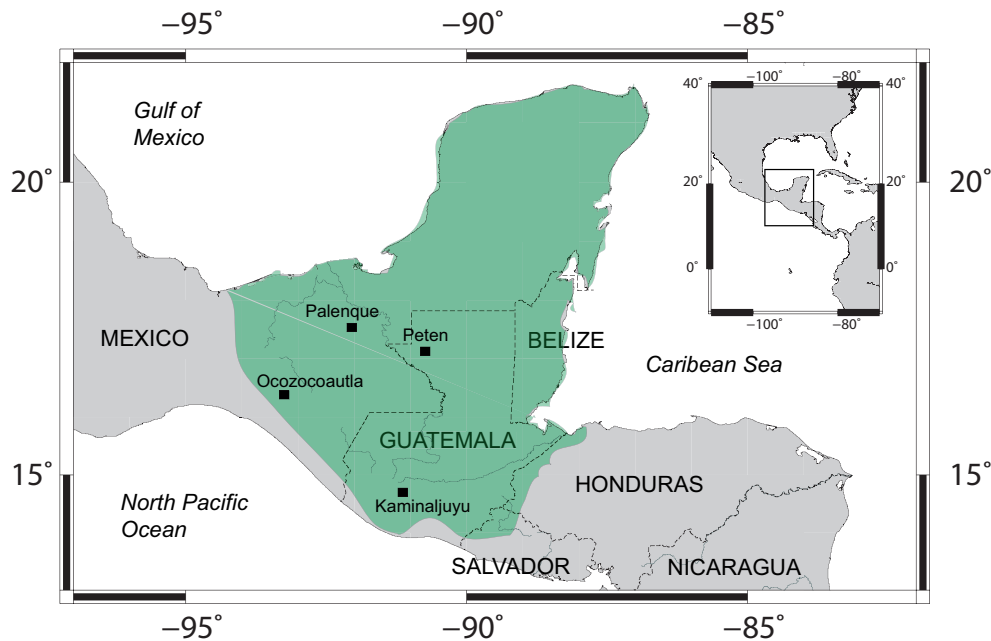 −95˚
−90˚
−85˚
Gulf of
Mexico
−100˚
−80˚
40˚
40˚
20˚
20˚
20˚
20˚
0˚
0˚
−100˚
−80˚
Palenque
Peten
MEXICO
BELIZE
Caribean Sea
Ocozocoautla
GUATEMALA
15˚
15˚
HONDURAS
North Pacific
Ocean
Kaminaljuyu
SALVADOR
NICARAGUA
−95˚
−90˚
−85˚